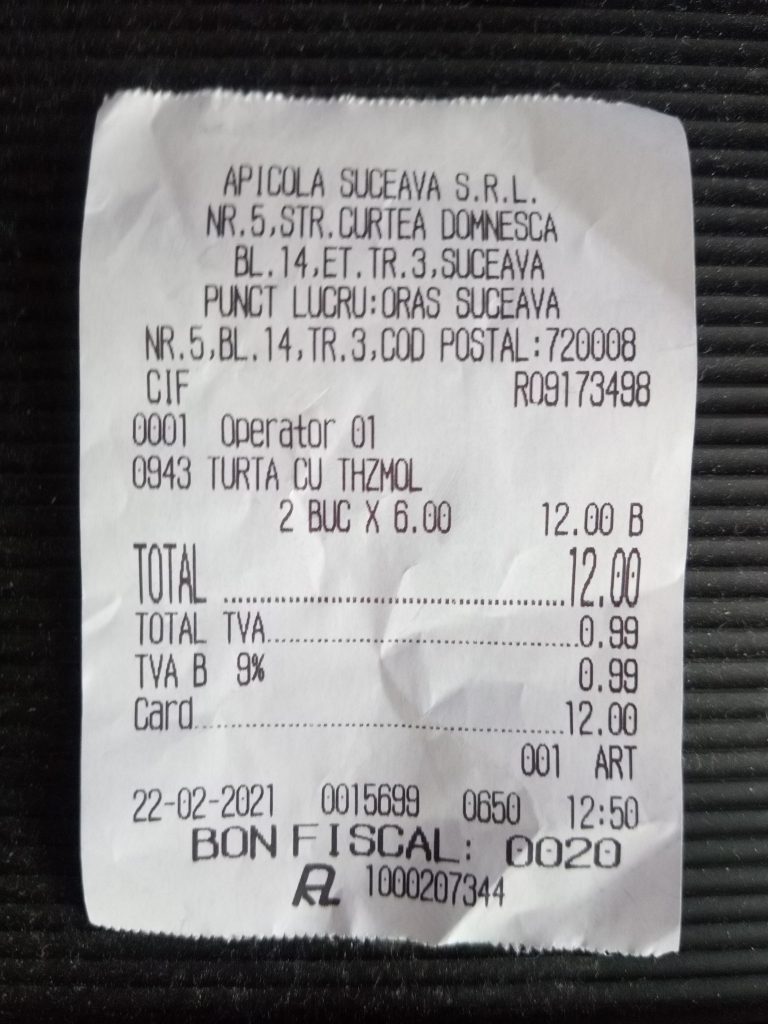 APICOLA SUCEAVA S.R.L.
NR.5,STR.CURTEA DOMNESCA
BL.14,ET.TR.3,SUCEAVA
PUNCT LUCRU:ORAS SUCEAVA
NR.5,BL.14,TR.3,COD POSTAL:720008
CIF RO9173498
0001 Operator 01
0943 TURTA CU THZMOL
2 BUC X 6.00 12.00 B
TOTAL ........................................12.00
TOTAL TVA........................................0.99
TVA B 9% 0.99
Card........................................12.00
001 ART
22-02-2021 0015699 0650 12:50
BON FISCAL: 0020
1000207344